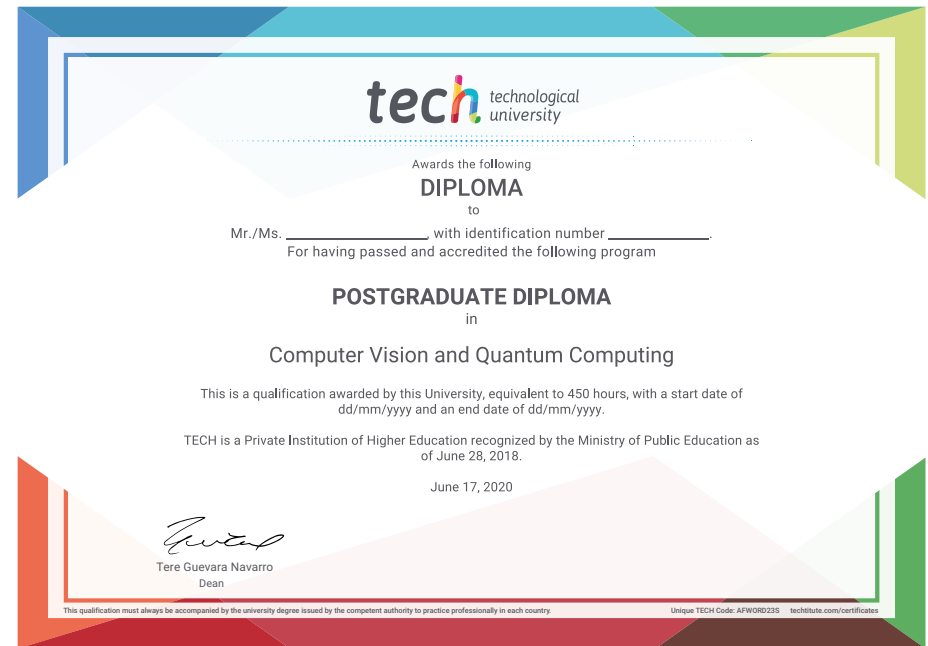 tech technological
university
Awards the following
DIPLOMA
to
Mr./Ms. ____________________, with identification number ______________.
For having passed and accredited the following program
POSTGRADUATE DIPLOMA
in
Computer Vision and Quantum Computing
This is a qualification awarded by this University, equivalent to 450 hours, with a start date of
dd/mm/yyyy and an end date of dd/mm/yyyy.
TECH is a Private Institution of Higher Education recognized by the Ministry of Public Education as
of June 28, 2018.
June 17, 2020
Tere Guevara Navarro
Dean
This qualification must always be accompanied by the university degree issued by the competent authority to practice professionally in each country.
Unique TECH Code: AFWORD23S techtitute.com/certificates